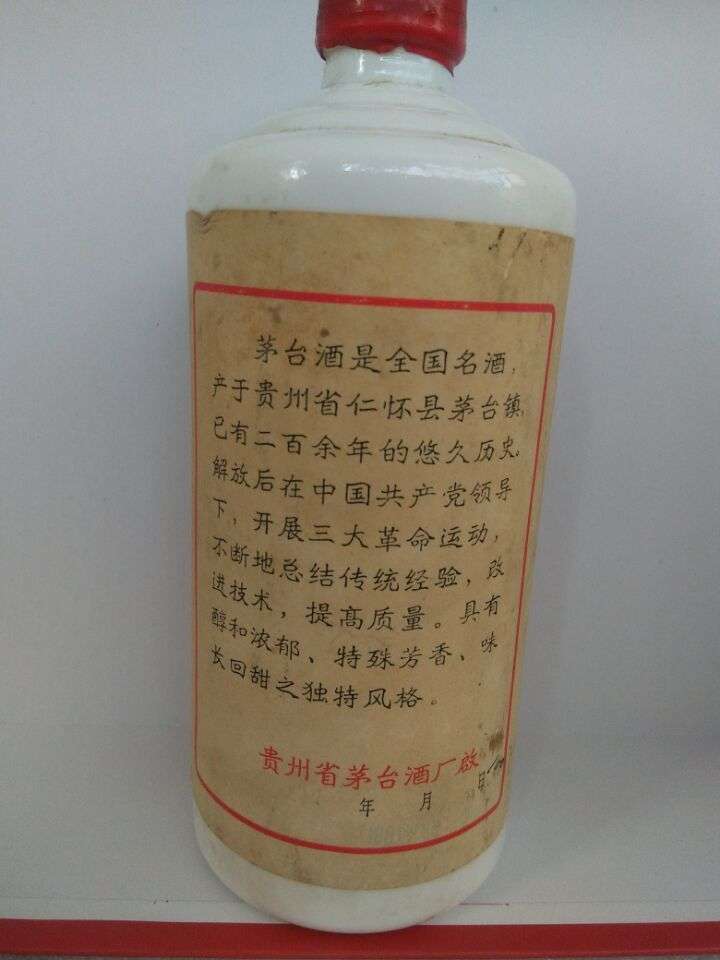 茅台酒是全国名酒，
产于贵州省仁怀县茅台镇，
已有二百余年的悠久历史。
解放后在中国共产党领导
下，开展三大革命运动，
不断地总结传统经验，改
进技术，提高质量。具有
醇和浓郁、特殊芳香、味
长回甜之独特风格。
贵州省茅台酒厂啟
年 月 日